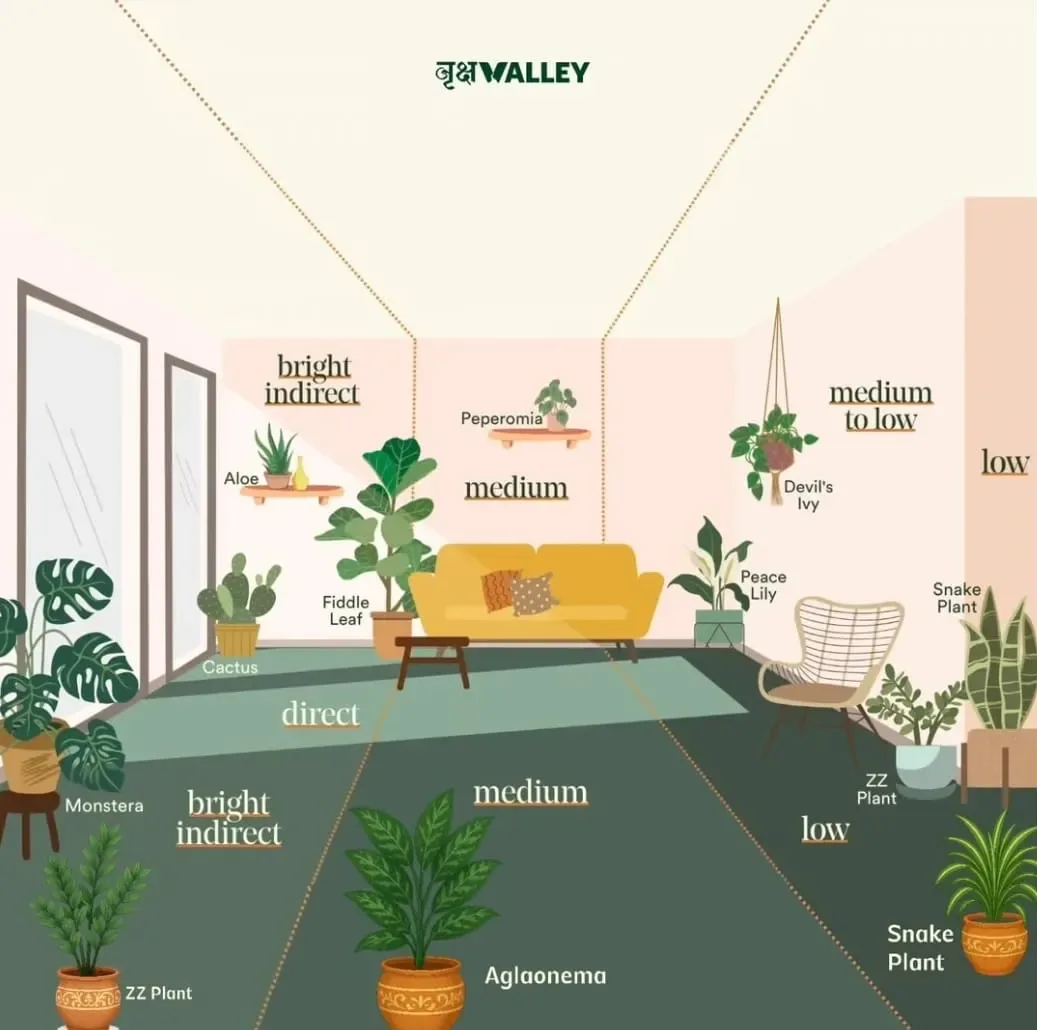 वृक्षWALLEY
bright
indirect
Peperomia
medium
medium
to low
low
Aloe
Devil's
Ivy
Fiddle
Leaf
Peace
Lily
Snake
Plant
Cactus
direct
Monstera
bright
indirect
medium
ZZ
Plant
low
Snake
Plant
Aglaonema
ZZ Plant